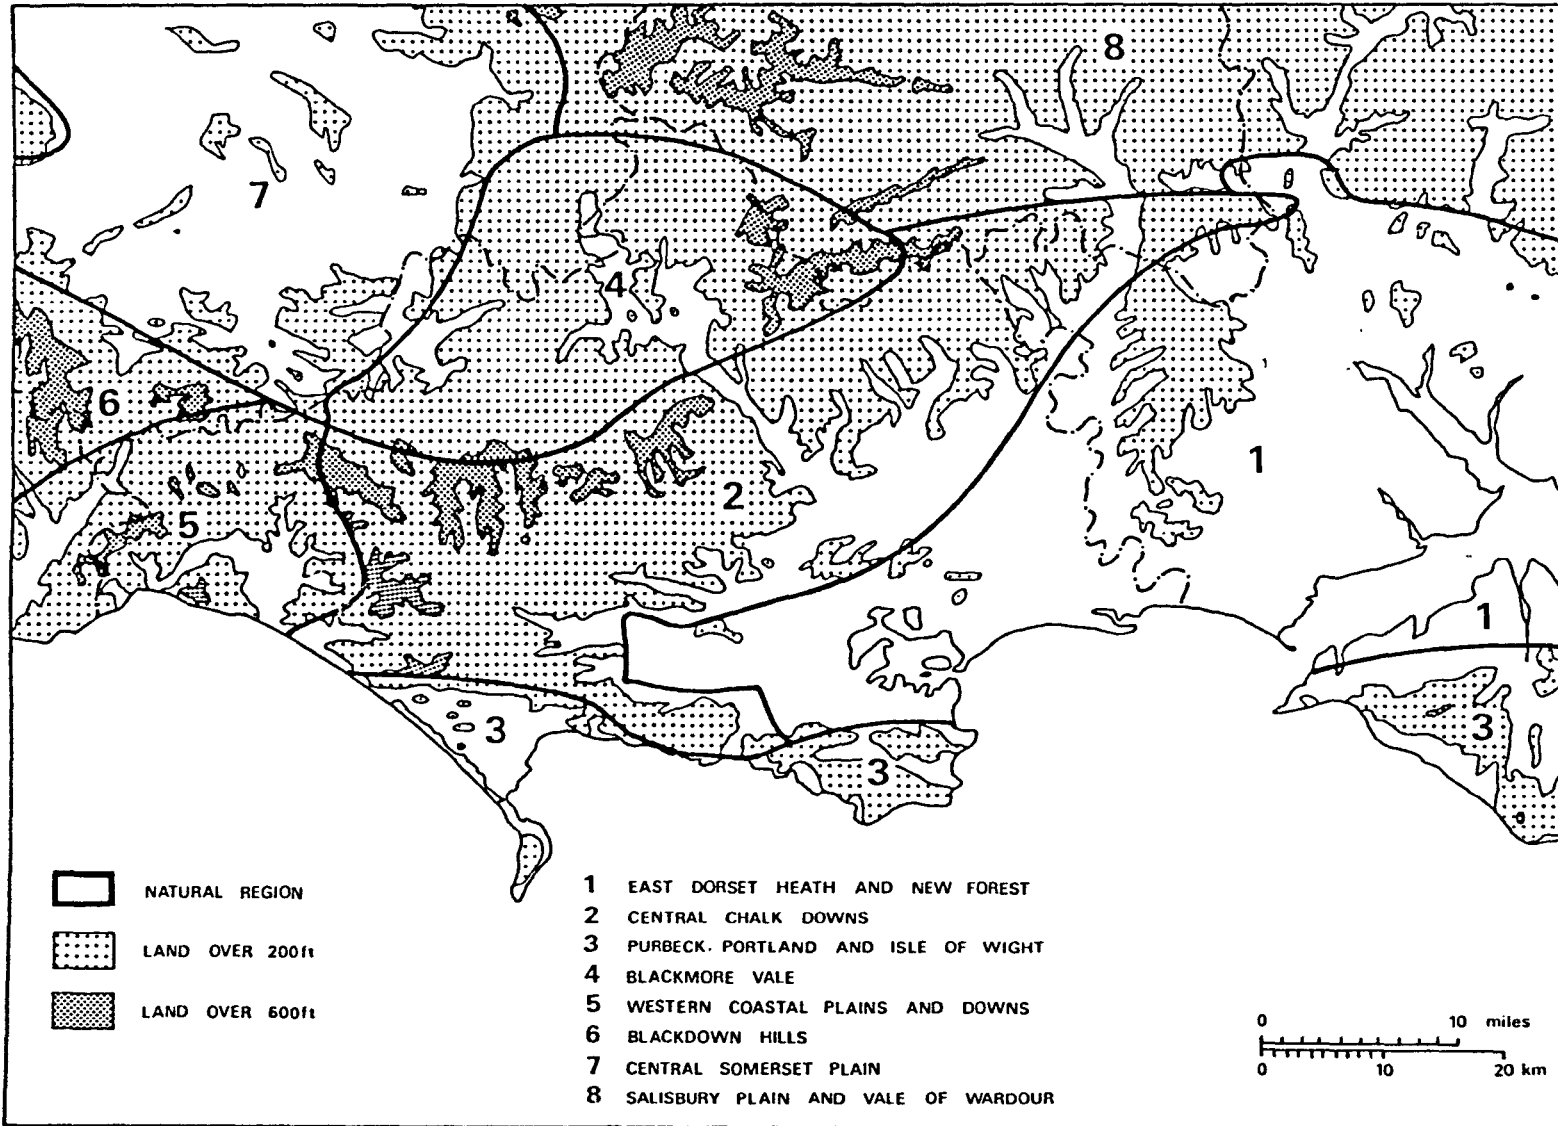 8
7
4
6
2
1
5
1
3
3
3
NATURAL REGION
LAND OVER 200ft
LAND OVER 600ft
1 EAST DORSET HEATH AND NEW FOREST
2 CENTRAL CHALK DOWNS
3 PURBECK. PORTLAND AND ISLE OF WIGHT
4 BLACKMORE VALE
5 WESTERN COASTAL PLAINS AND DOWNS
6 BLACKDOWN HILLS
7 CENTRAL SOMERSET PLAIN
8 SALISBURY PLAIN AND VALE OF WARDOUR
0 10 miles
0 10 20 km